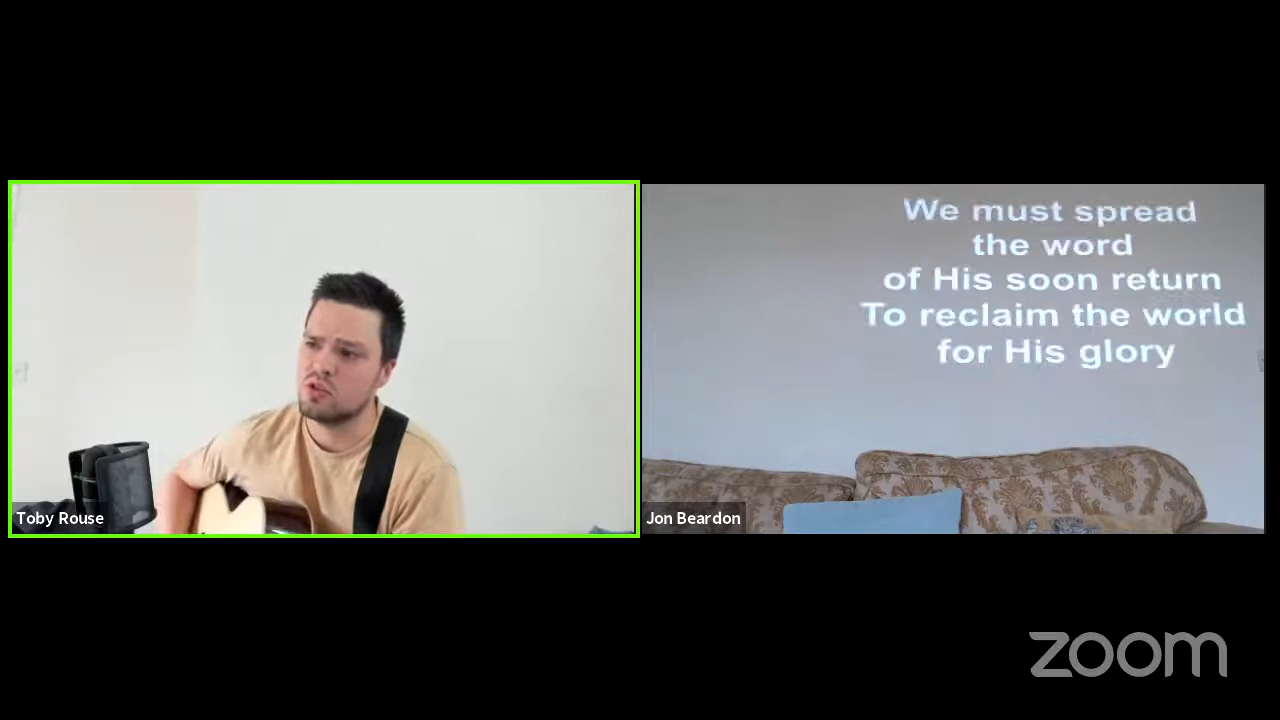 We must spread
the word
of His soon return
To reclaim the world
for His glory
Toby Rouse
Jon Beardon
zoom